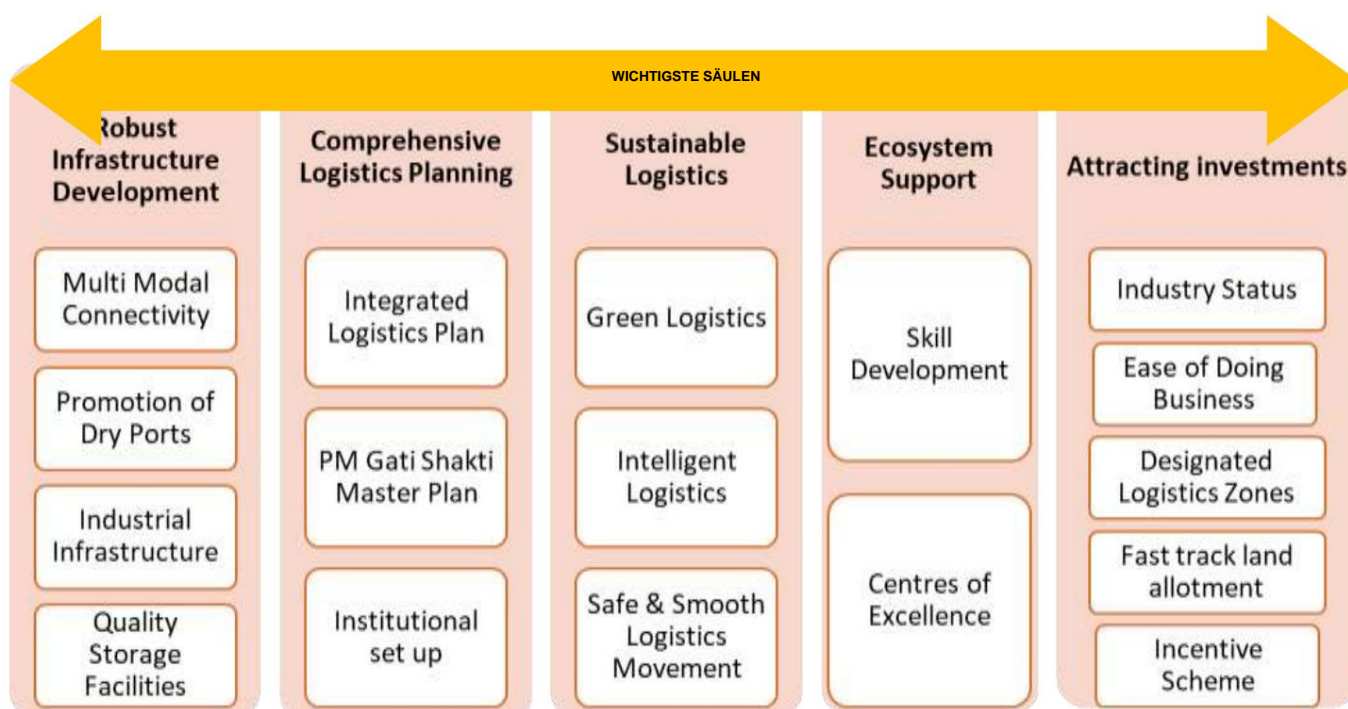 WICHTIGSTE SÄULEN
Robust
Infrastructure
Development
Multi Modal
Connectivity
Promotion of
Dry Ports
Industrial
Infrastructure
Quality
Storage
Facilities
Comprehensive
Logistics Planning
Integrated
Logistics Plan
PM Gati Shakti
Master Plan
Institutional
set up
Sustainable
Logistics
Green Logistics
Intelligent
Logistics
Safe & Smooth
Logistics
Movement
Ecosystem
Support
Skill
Development
Centres of
Excellence
Attracting investments
Industry Status
Ease of Doing
Business
Designated
Logistics Zones
Fast track land
allotment
Incentive
Scheme